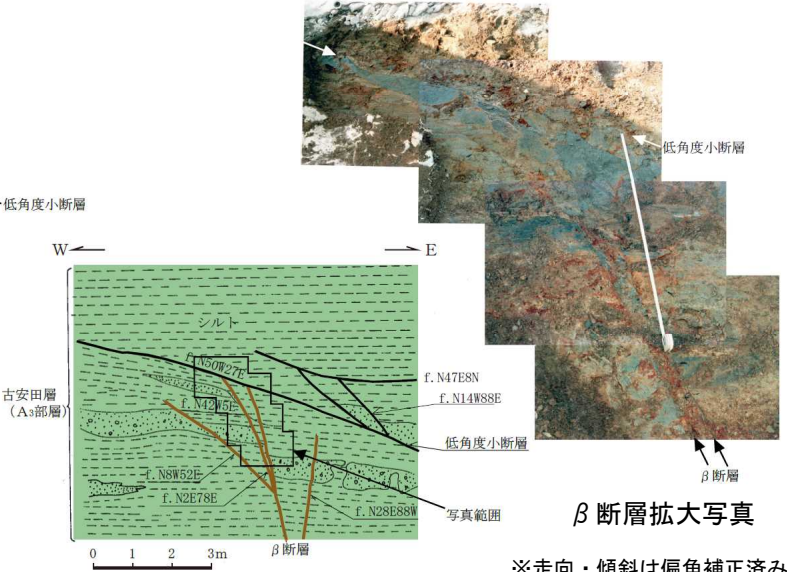 低角度小断層
低角度小断層
W
E
シルト
f.N50W27E
f.N47E8N
古安田層
(A3部層)
f.N42W5E
f.N14W88E
低角度小断層
f.N8W52E
f.N2E78E
f.N28E88W
写真範囲
β断層
β断層
0 1 2 3m
β断層拡大写真
※走向・傾斜は偏角補正済み